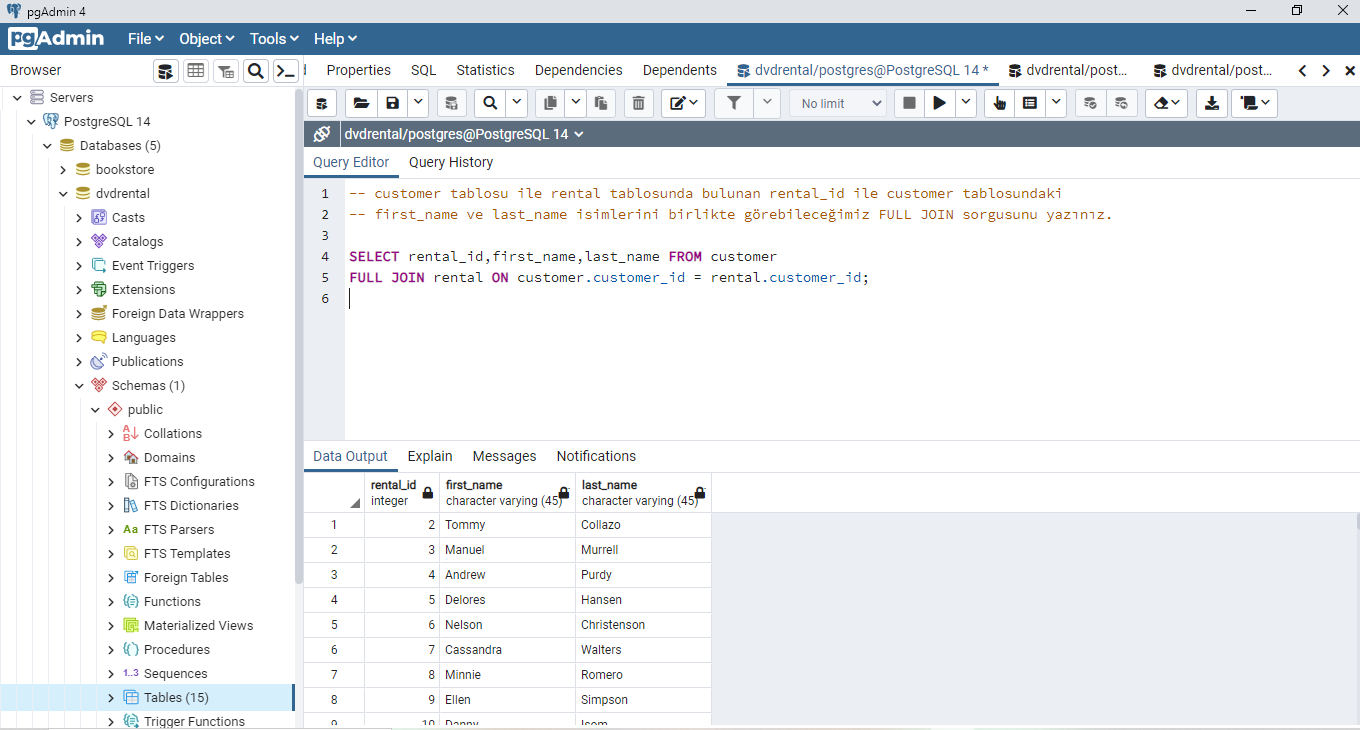 pgAdmin 4
pgAdmin File Object Tools Help
Browser Properties SQL Statistics Dependencies Dependents dvdrental/postgres@PostgreSQL 14 * dvdrental/post... dvdrental/post...
Servers
PostgreSQL 14
Databases (5)
bookstore
dvdrental
Casts
Catalogs
Event Triggers
Extensions
Foreign Data Wrappers
Languages
Publications
Schemas (1)
public
Collations
Domains
FTS Configurations
FTS Dictionaries
Aa FTS Parsers
FTS Templates
Foreign Tables
Functions
Materialized Views
Procedures
1..3 Sequences
Tables (15)
Trigger Functions
No limit
dvdrental/postgres@PostgreSQL 14
Query Editor Query History
1 -- customer tablosu ile rental tablosunda bulunan rental_id ile customer tablosundaki
2 -- first_name ve last_name isimlerini birlikte görebileceğimiz FULL JOIN sorgusunu yazınız.
3
4 SELECT rental_id,first_name,last_name FROM customer
5 FULL JOIN rental ON customer.customer_id = rental.customer_id;
6
Data Output Explain Messages Notifications
rental_id first_name last_name
integer character varying (45) character varying (45)
1 2 Tommy Collazo
2 3 Manuel Murrell
3 4 Andrew Purdy
4 5 Delores Hansen
5 6 Nelson Christenson
6 7 Cassandra Walters
7 8 Minnie Romero
8 9 Ellen Simpson
9 10 Danny Isom